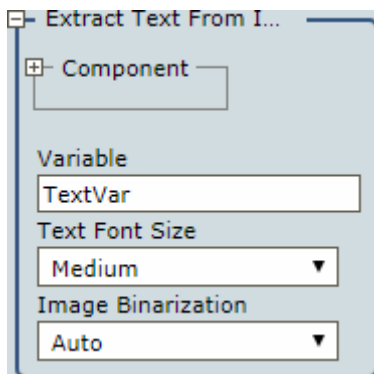 Extract Text From I...
Component
Variable
TextVar
Text Font Size
Medium
Image Binarization
Auto